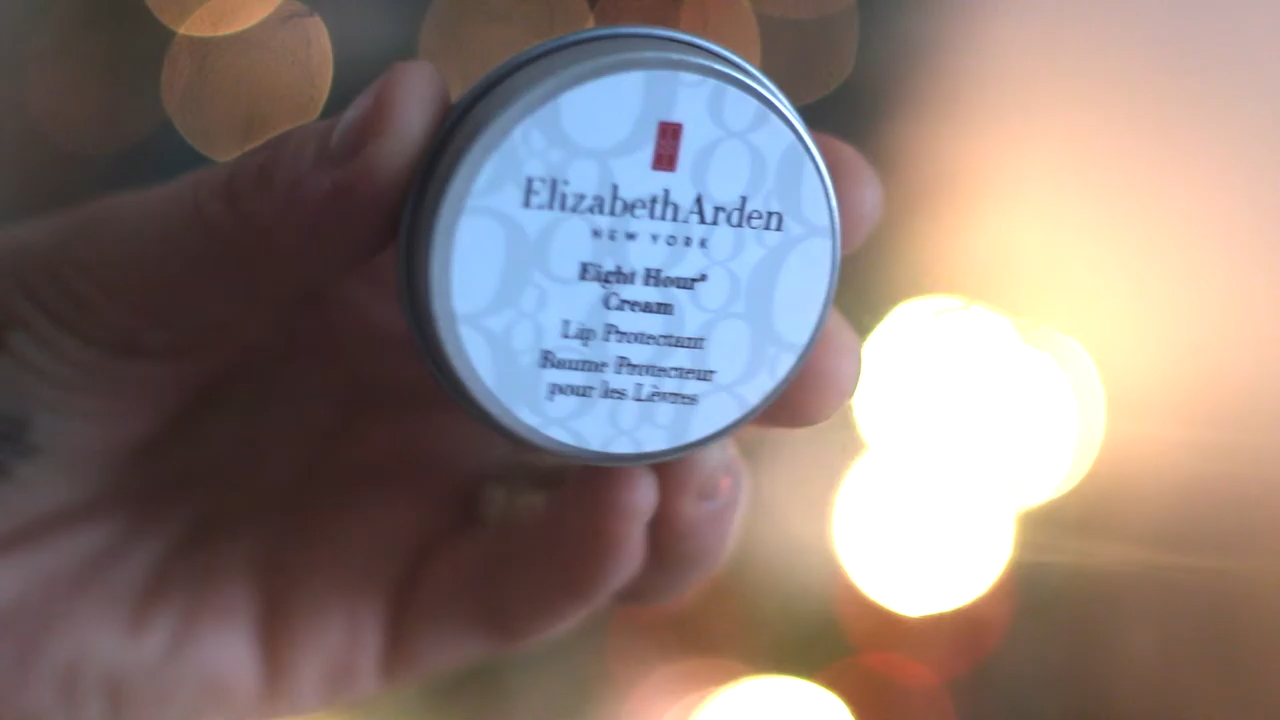 Elizabeth Arden
NEW YORK
Eight Hour®
Cream
Lip Protectant
Baume Protecteur
pour les Lèvres